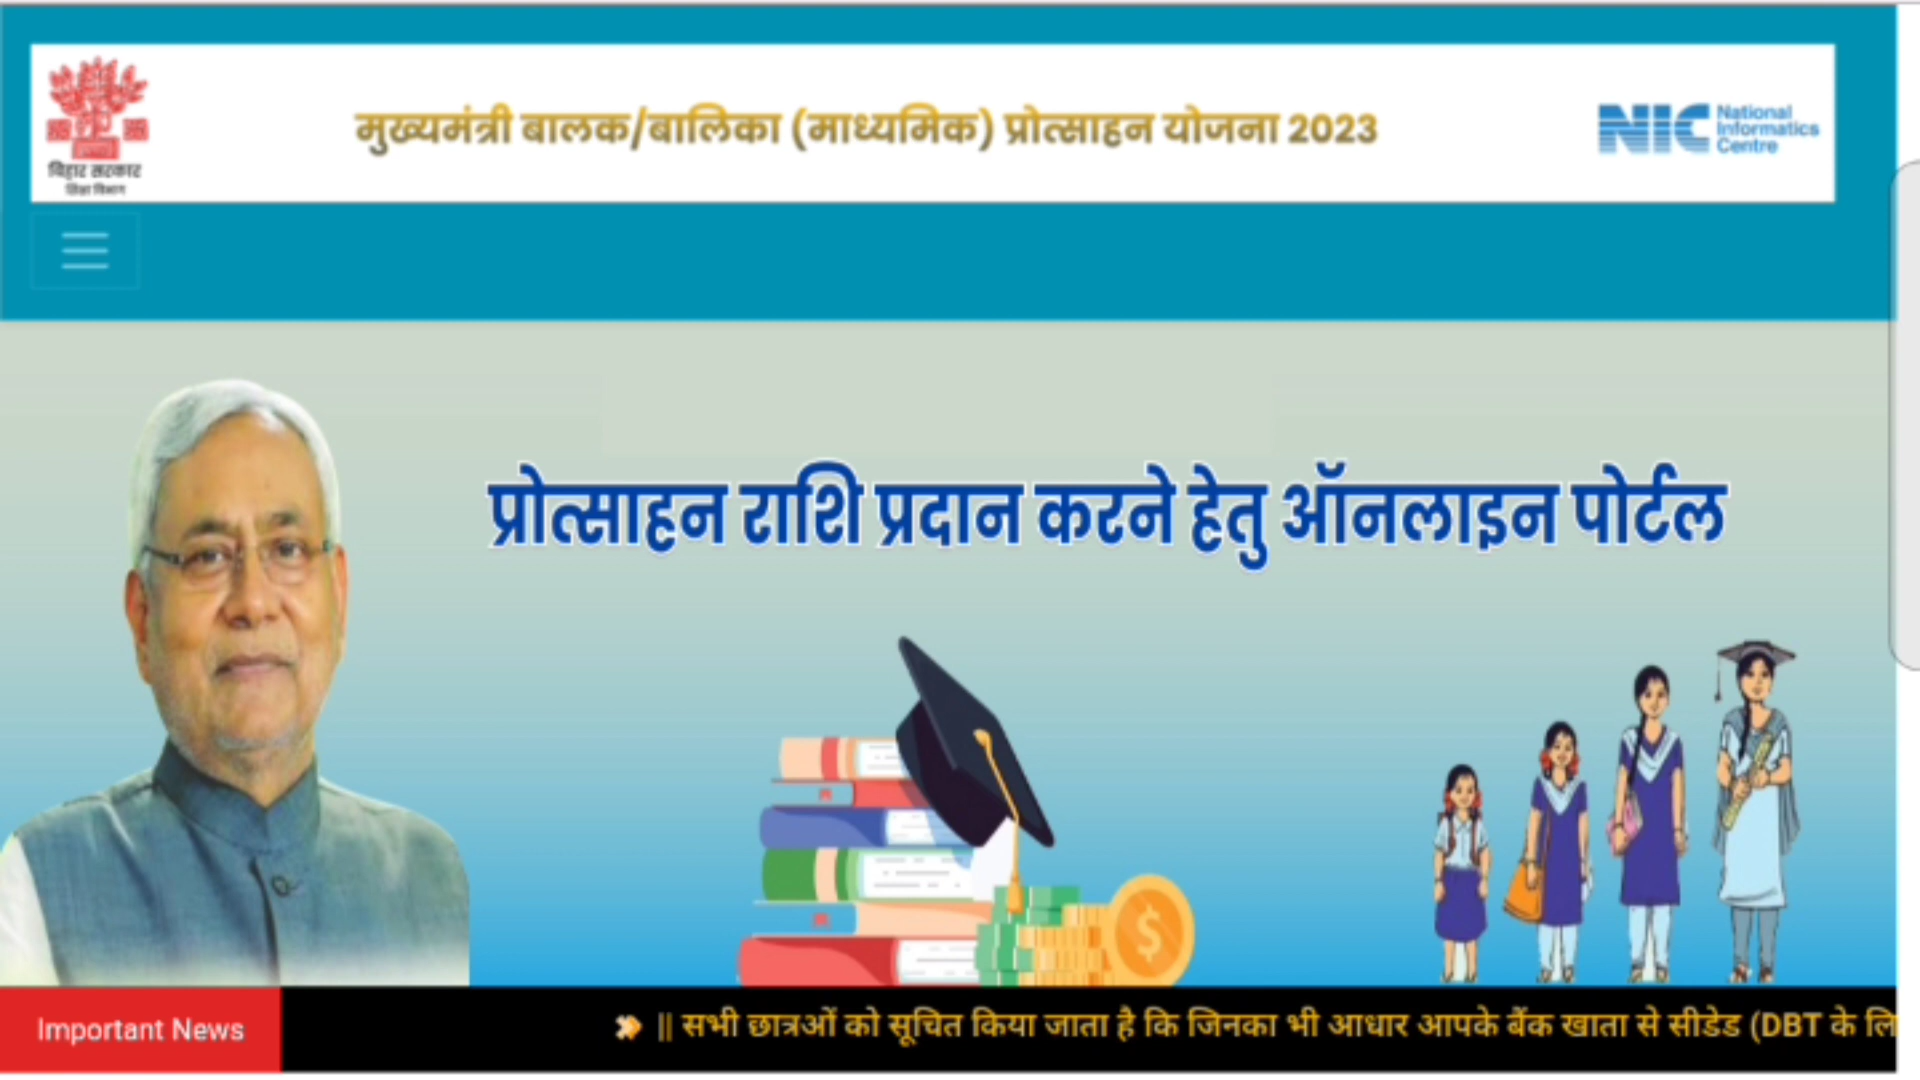 बिहार सरकार
शिक्षा विभाग
मुख्यमंत्री बालक/बालिका (माध्यमिक) प्रोत्साहन योजना 2023
NIC National
Informatics
Centre
प्रोत्साहन राशि प्रदान करने हेतु ऑनलाइन पोर्टल
$
Important News
|| सभी छात्रओं को सूचित किया जाता है कि जिनका भी आधार आपके बैंक खाता से सीडेड (DBT के लि